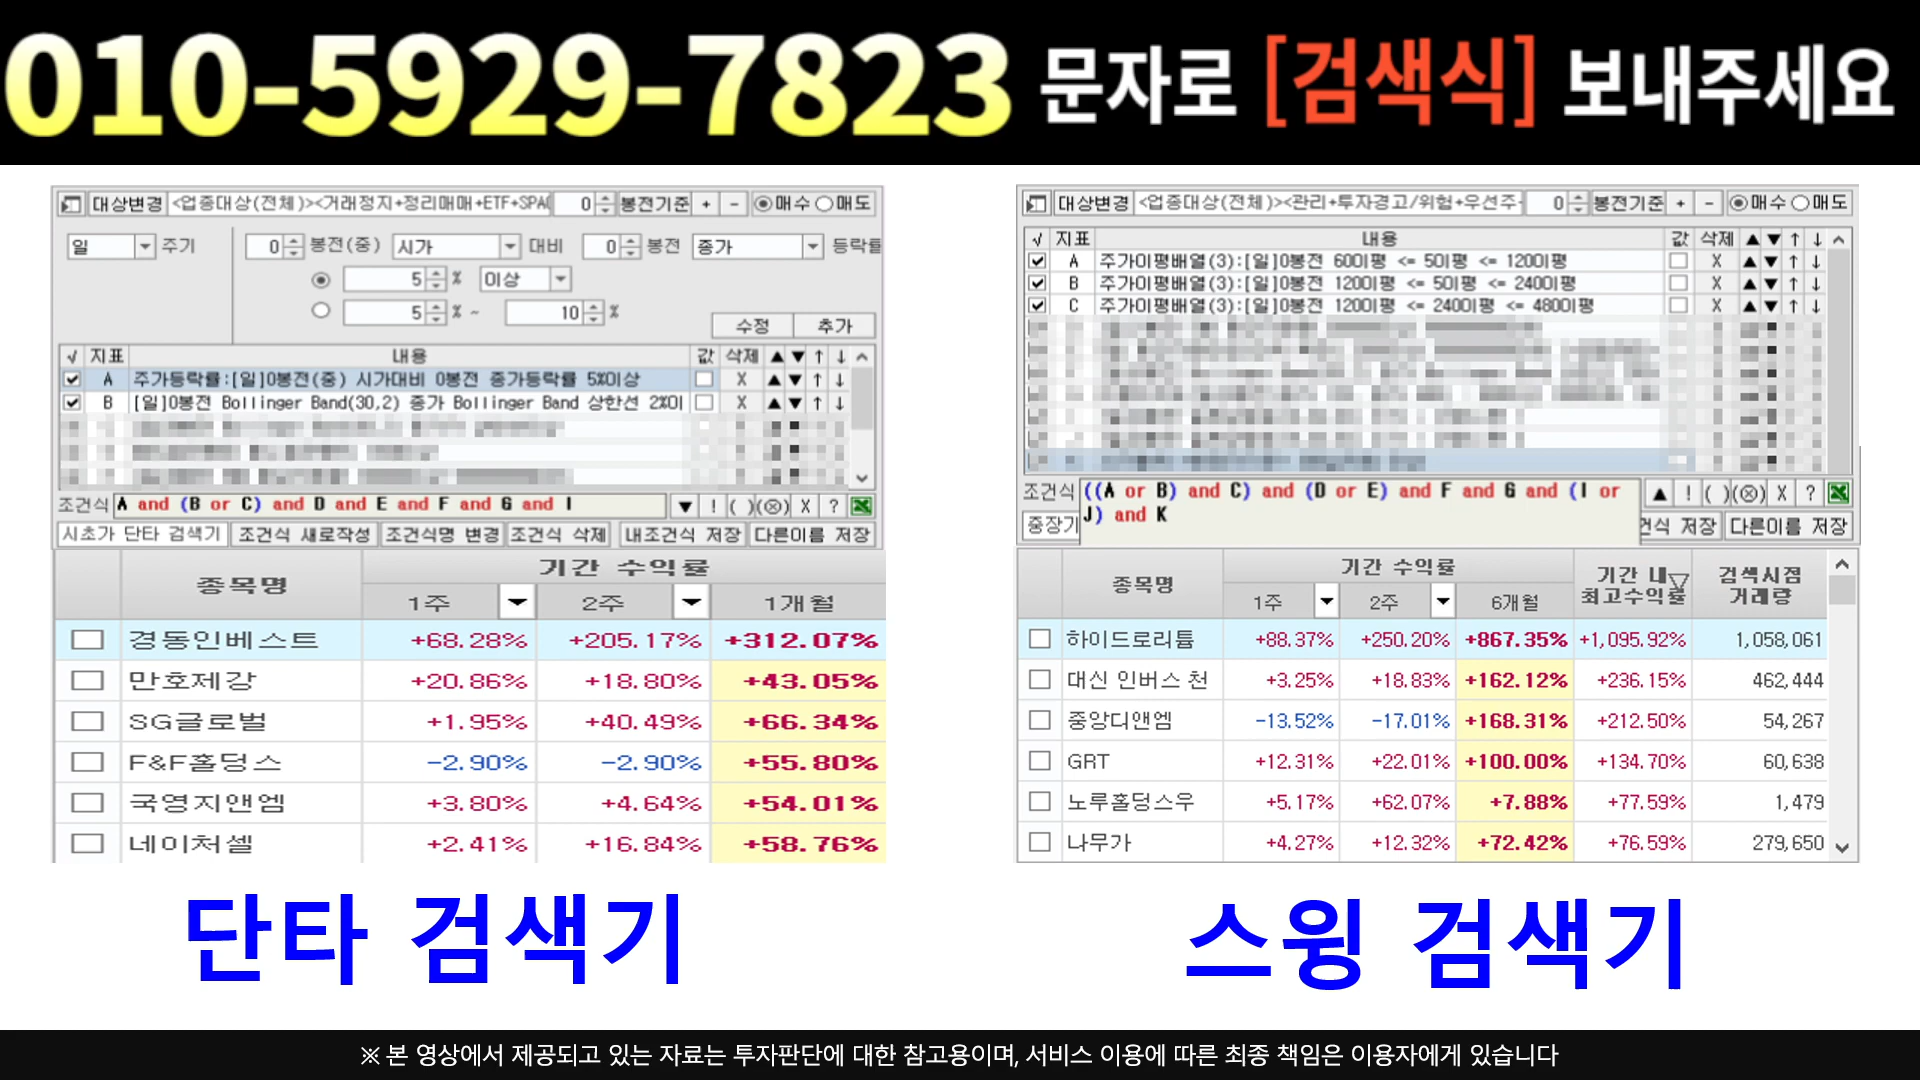 010-5929-7823 문자로 [검색식] 보내주세요
대상변경 <업종대상(전체)><거래정지+정리매매+ETF+SPAC 0 봉전기준 + - 매수 매도
일 주기 0 봉전(중) 시가 대비 0 봉전 종가 등락률
5 % 이상
5 % ~ 10 %
수정 추가
√ 지표 내용 값 삭제 ▲ ▼ ↑ ↓
A 주가등락률:[일]0봉전(중) 시가대비 0봉전 종가등락률 5%이상 X ▲ ▼ ↑ ↓
B [일]0봉전 Bollinger Band(30,2) 종가 Bollinger Band 상한선 2%이 X ▲ ▼ ↑ ↓
조건식 A and (B or C) and D and E and F and G and I ▼ ! ( )(⊗) X ?
시초가 단타 검색기 조건식 새로작성 조건식명 변경 조건식 삭제 내조건식 저장 다른이름 저장
종목명 기간 수익률
1주 2주 1개월
경동인베스트 +68.28% +205.17% +312.07%
만호제강 +20.86% +18.80% +43.05%
SG글로벌 +1.95% +40.49% +66.34%
F&F홀딩스 -2.90% -2.90% +55.80%
국영지앤엠 +3.80% +4.64% +54.01%
네이처셀 +2.41% +16.84% +58.76%
단타 검색기
대상변경 <업종대상(전체)><관리+투자경고/위험+우선주+ 0 봉전기준 + - 매수 매도
√ 지표 내용 값 삭제 ▲ ▼ ↑ ↓
A 주가이평배열(3):[일]0봉전 60이평 <= 5이평 <= 120이평 X ▲ ▼ ↑ ↓
B 주가이평배열(3):[일]0봉전 120이평 <= 5이평 <= 240이평 X ▲ ▼ ↑ ↓
C 주가이평배열(3):[일]0봉전 120이평 <= 240이평 <= 480이평 X ▲ ▼ ↑ ↓
조건식 ((A or B) and C) and (D or E) and F and G and (I or ▲ ! ( )(⊗) X ?
중장기 J) and K 건식 저장 다른이름 저장
종목명 기간 수익률 기간 내 최고수익률 검색시점 거래량
1주 2주 6개월
하이드로리튬 +88.37% +250.20% +867.35% +1,095.92% 1,058,061
대신 인버스 천 +3.25% +18.83% +162.12% +236.15% 462,444
중앙디앤엠 -13.52% -17.01% +168.31% +212.50% 54,267
GRT +12.31% +22.01% +100.00% +134.70% 60,638
노루홀딩스우 +5.17% +62.07% +7.88% +77.59% 1,479
나무가 +4.27% +12.32% +72.42% +76.59% 279,650
스윙 검색기
※ 본 영상에서 제공되고 있는 자료는 투자판단에 대한 참고용이며, 서비스 이용에 따른 최종 책임은 이용자에게 있습니다